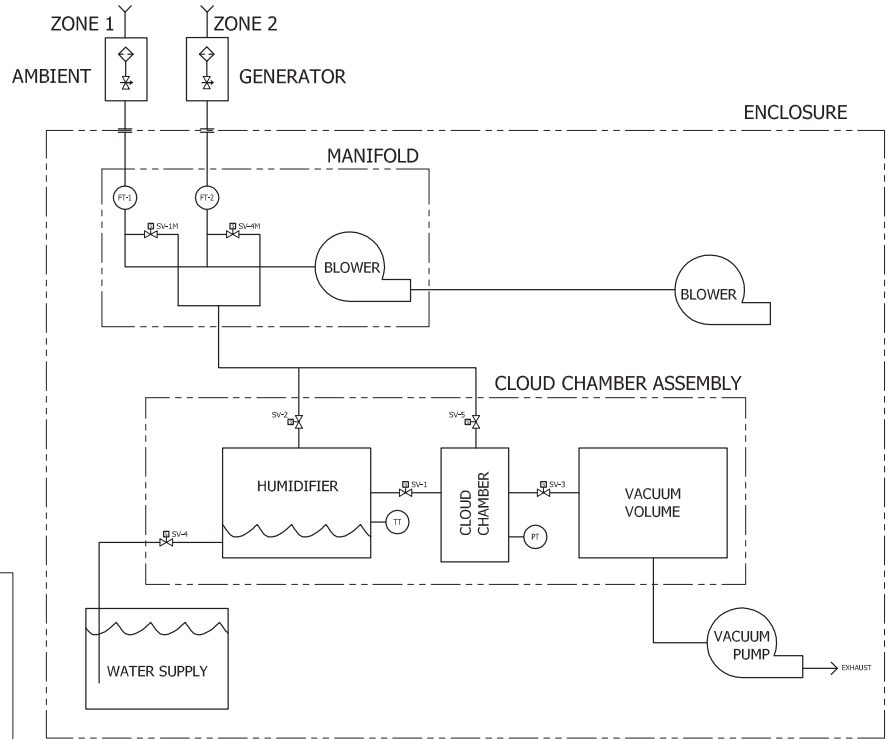 ZONE 1
ZONE 2
AMBIENT
GENERATOR
ENCLOSURE
MANIFOLD
FT-1
FT-2
SV-1M
SV-4M
BLOWER
BLOWER
CLOUD CHAMBER ASSEMBLY
SV-2
SV-5
HUMIDIFIER
SV-1
CLOUD
CHAMBER
SV-3
VACUUM
VOLUME
TT
PT
SV-4
WATER SUPPLY
VACUUM
PUMP
EXHAUST